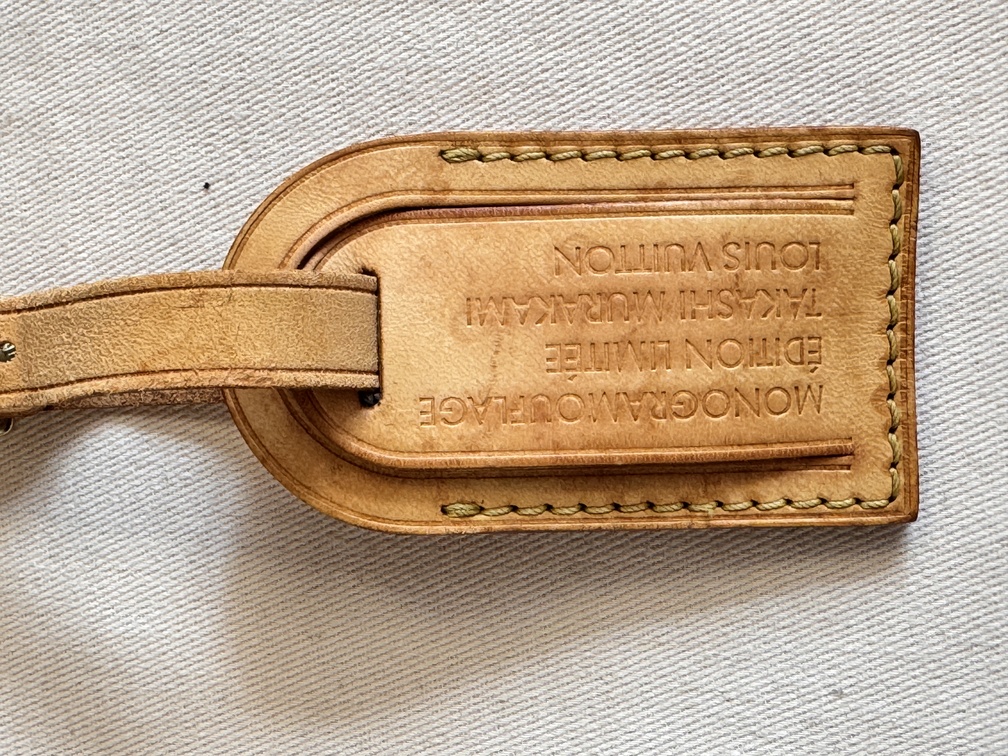 MONOGRAMOUFLAGE
ÉDITION LIMITÉE
TAKASHI MURAKAMI
LOUIS VUITTON